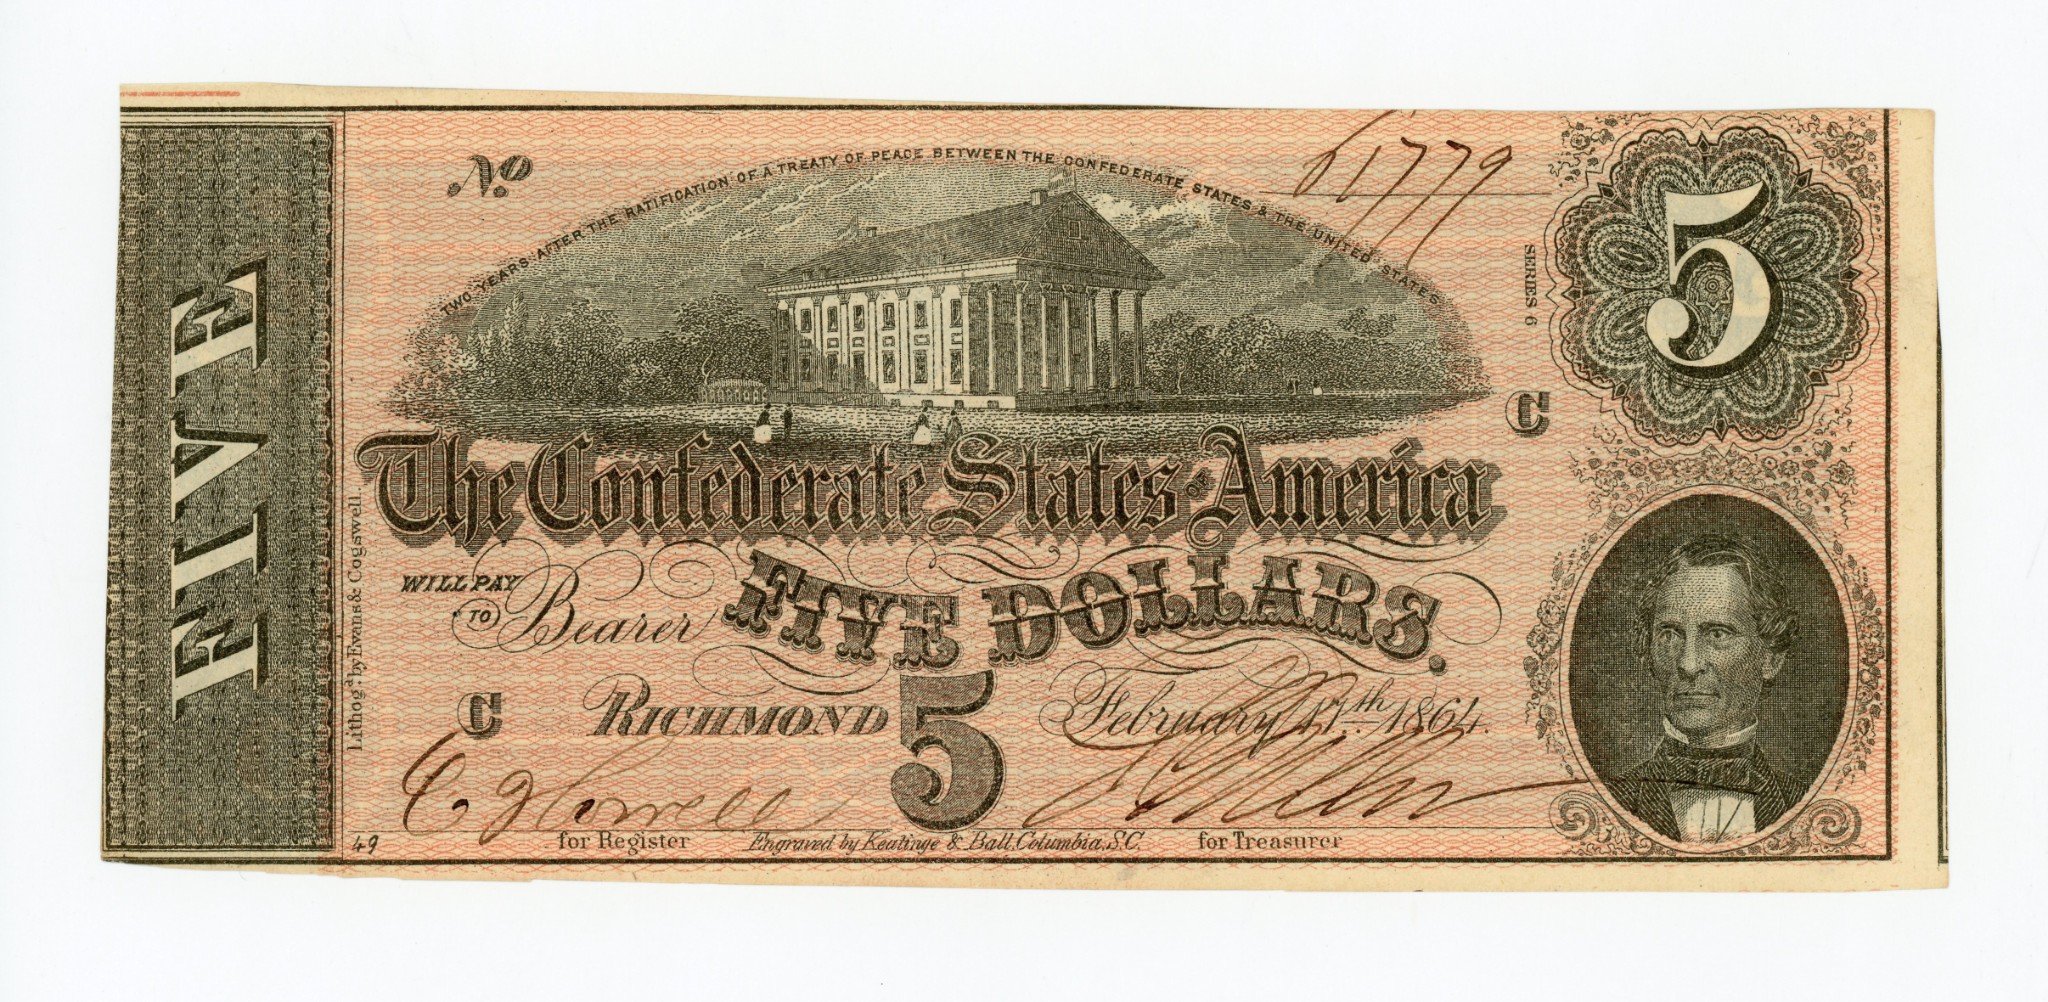 No 61779
TWO YEARS AFTER THE RATIFICATION OF A TREATY OF PEACE BETWEEN THE CONFEDERATE STATES & THE UNITED STATES
5
SERIES 6
C
FIVE
The Confederate States OF America
WILL PAY
TO Bearer FIVE DOLLARS.
C RICHMOND 5 February 17th 1864.
Lithogd. by Evans & Cogswell.
49
for Register
Engraved by Keatinge & Ball, Columbia, S.C.
for Treasurer